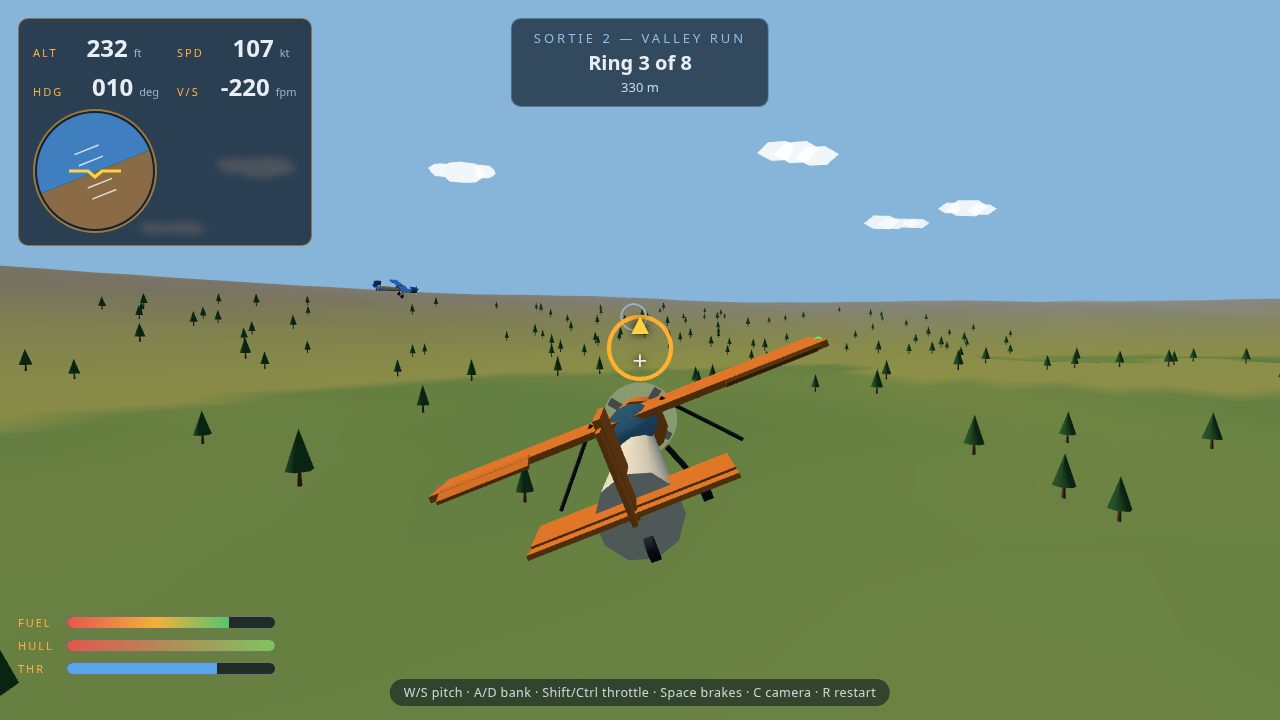 ALT 232 ft SPD 107 kt
HDG 010 deg V/S -220 fpm
SORTIE 2 — VALLEY RUN
Ring 3 of 8
330 m
FUEL
HULL
THR
W/S pitch · A/D bank · Shift/Ctrl throttle · Space brakes · C camera · R restart